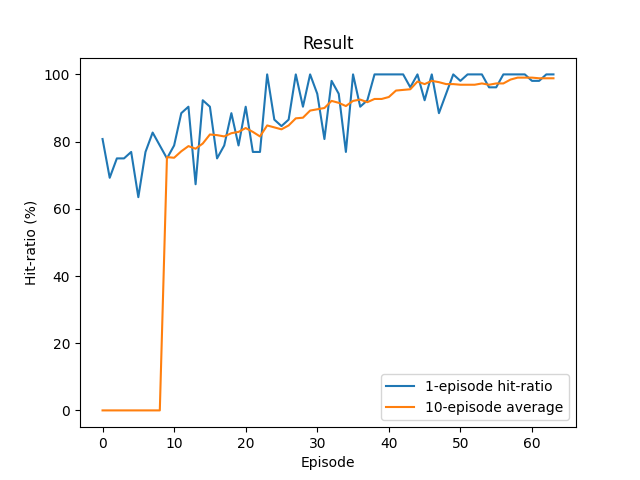 Result
Hit-ratio (%)
100
80
60
40
20
0
0 10 20 30 40 50 60
Episode
1-episode hit-ratio
10-episode average